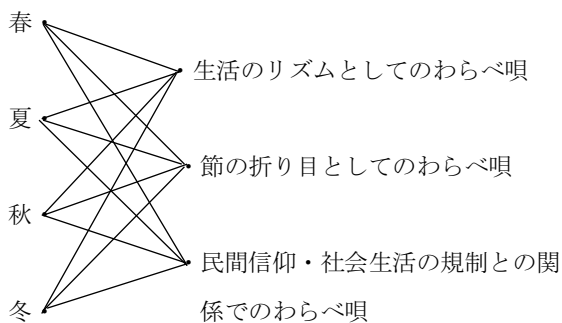 春
生活のリズムとしてのわらべ唄
夏
節の折り目としてのわらべ唄
秋
民間信仰・社会生活の規制との関
係でのわらべ唄
冬